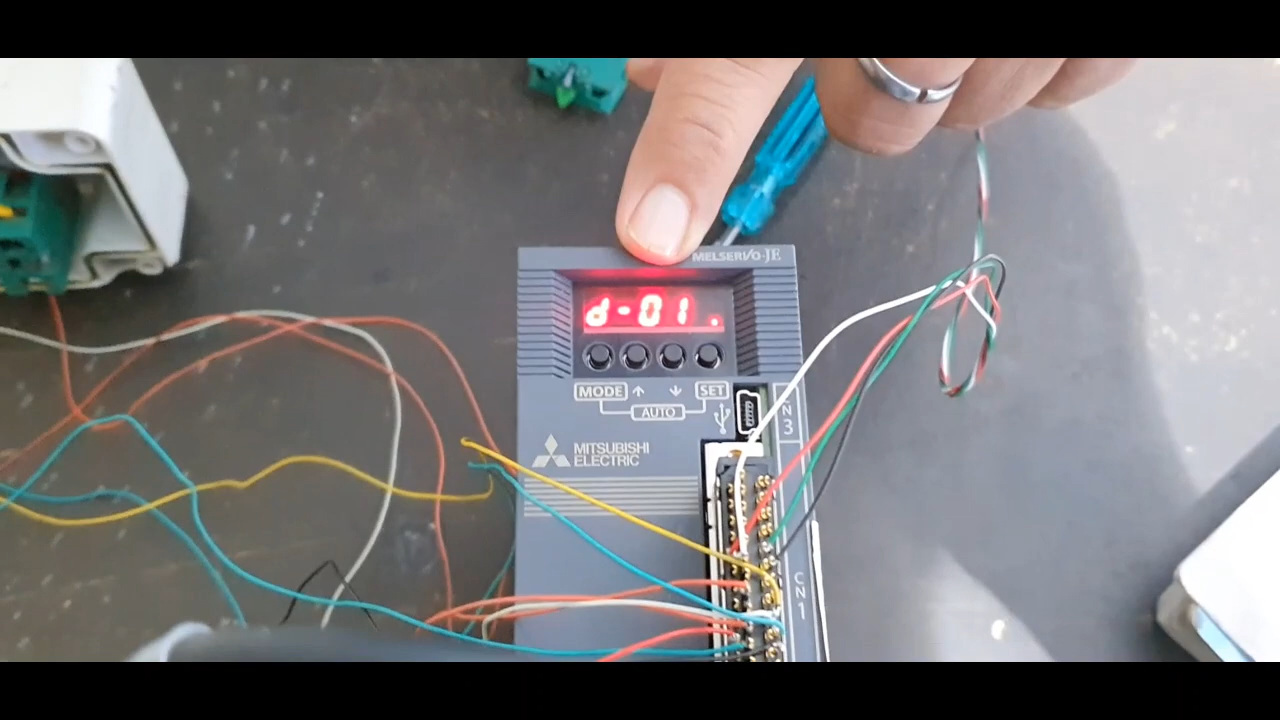 MELSERVO-JE
d-01.
MODE
SET
AUTO
CN3
MITSUBISHI
ELECTRIC
CN1